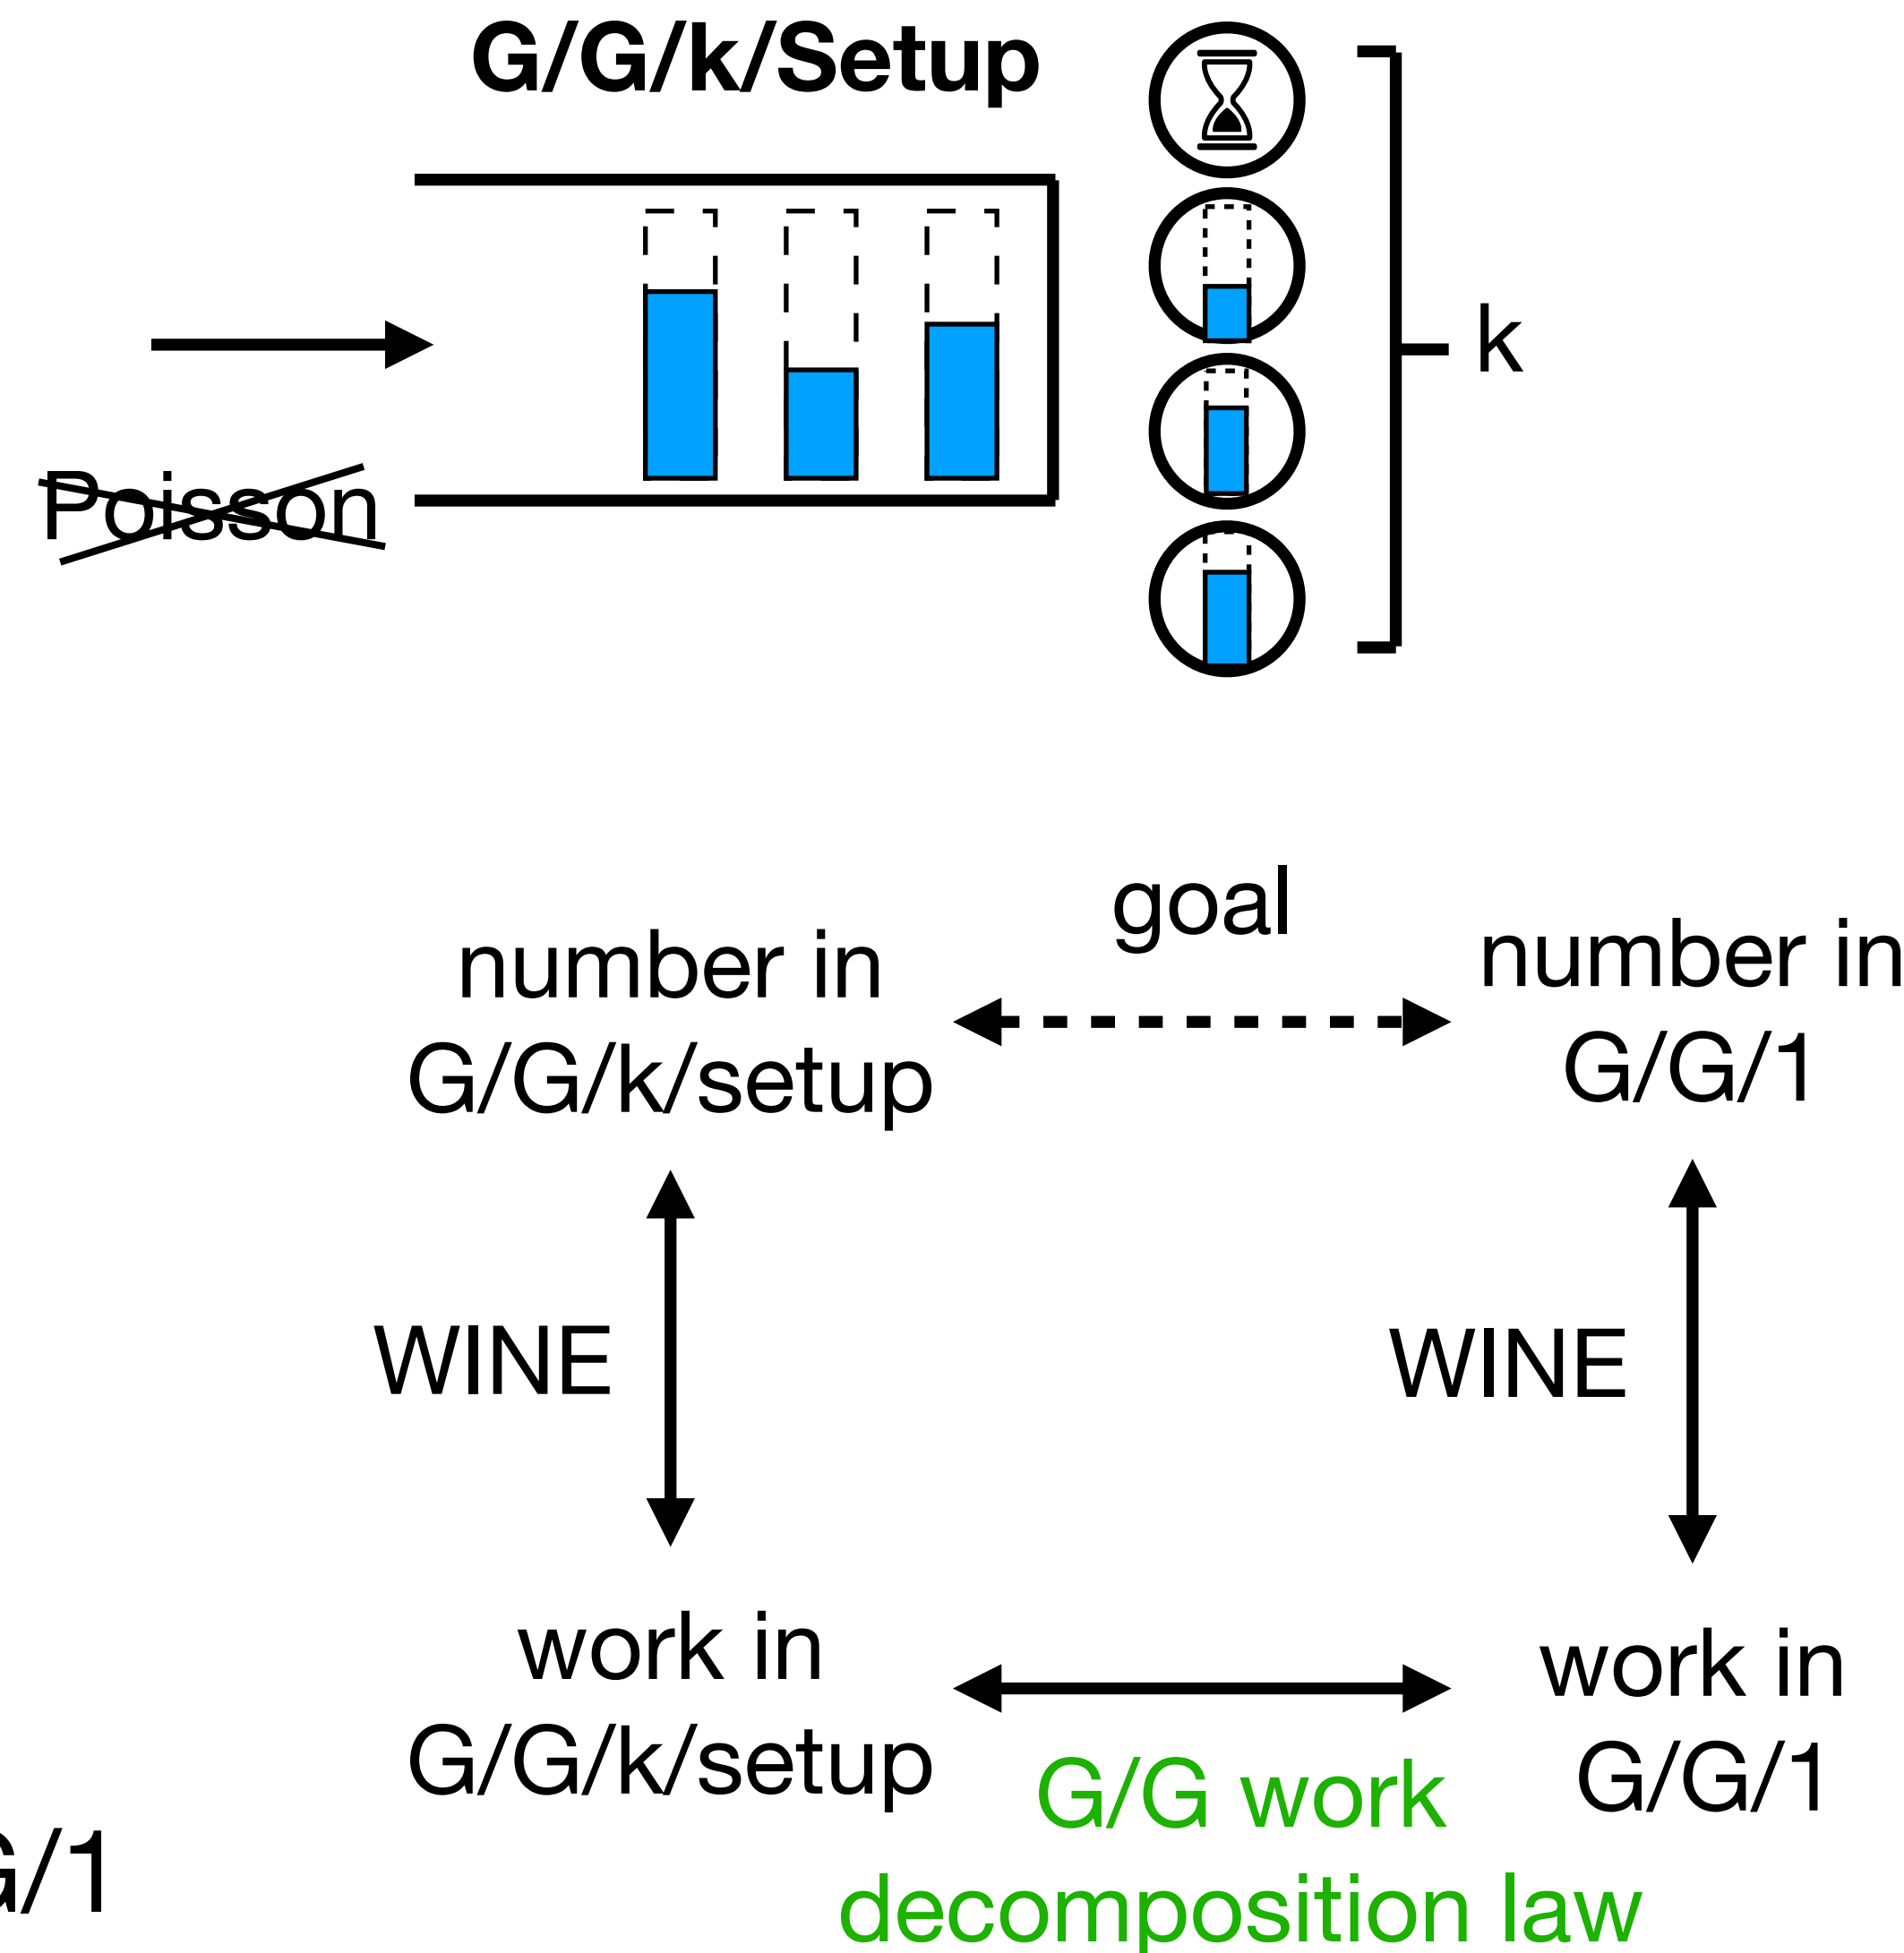 G/G/k/Setup
k
Poisson
goal
number in
G/G/k/setup
number in
G/G/1
WINE
WINE
work in
G/G/k/setup
work in
G/G/1
G/G work
decomposition law
G/1